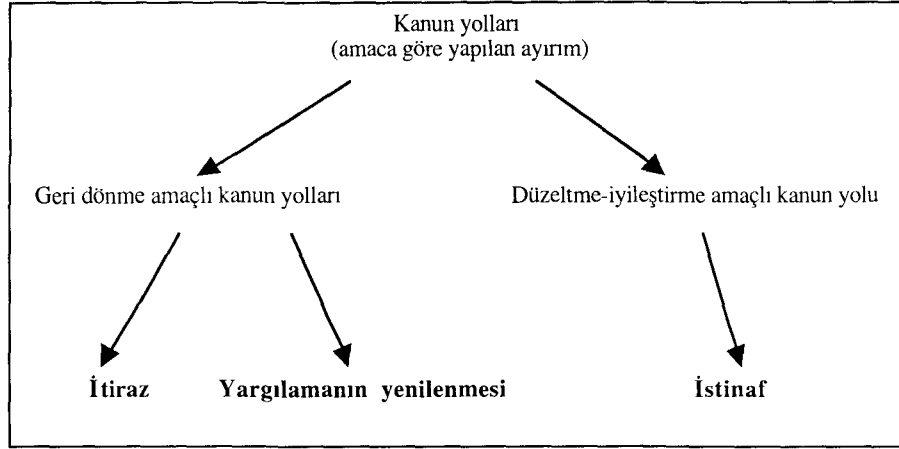 Kanun yolları
(amaca göre yapılan ayırım)
Geri dönme amaçlı kanun yolları
Düzeltme-iyileştirme amaçlı kanun yolu
İtiraz
Yargılamanın yenilenmesi
İstinaf